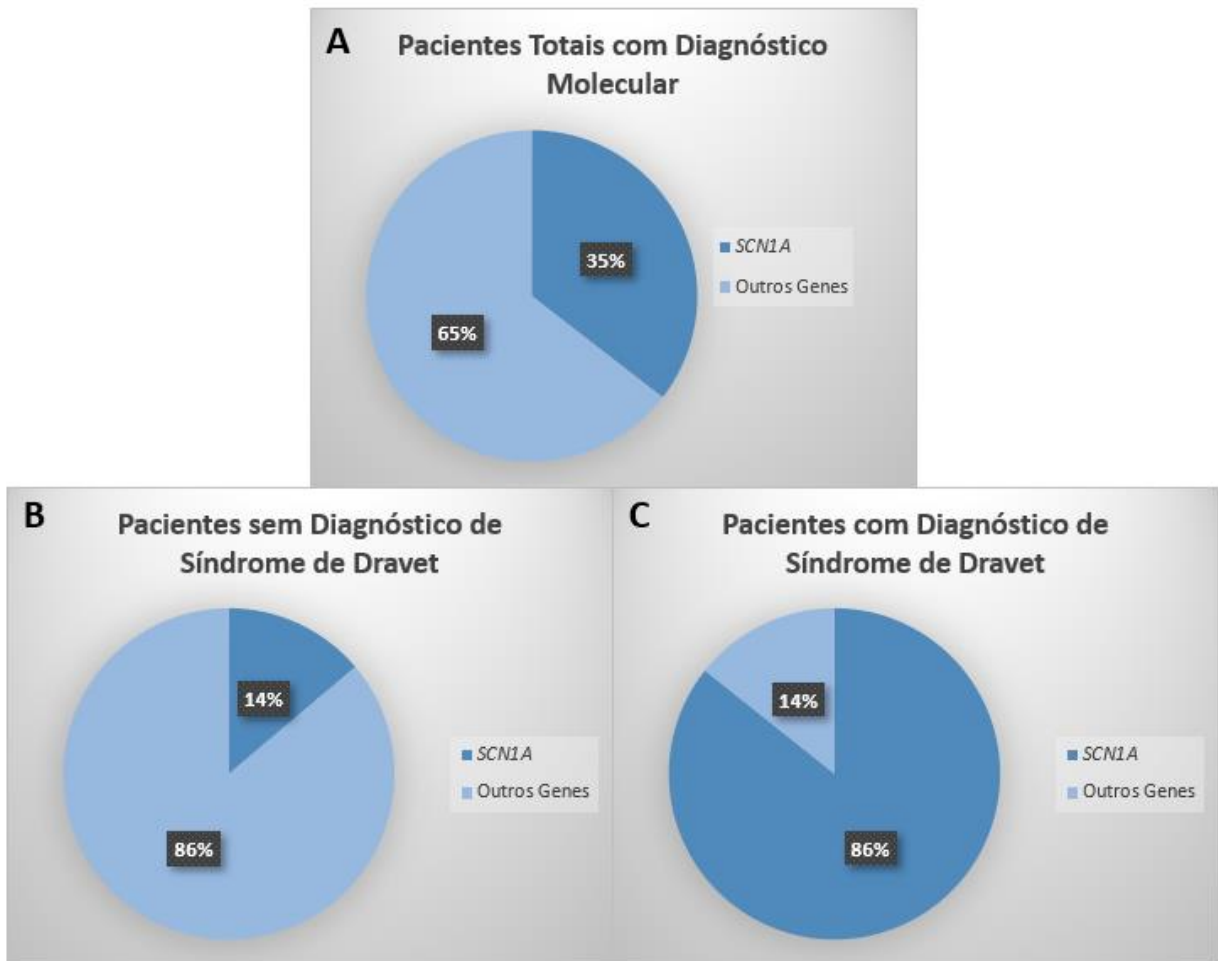 A
Pacientes Totais com Diagnóstico
Molecular
35%
65%
SCN1A
Outros Genes
B
Pacientes sem Diagnóstico de
Síndrome de Dravet
14%
86%
SCN1A
Outros Genes
C
Pacientes com Diagnóstico de
Síndrome de Dravet
14%
86%
SCN1A
Outros Genes